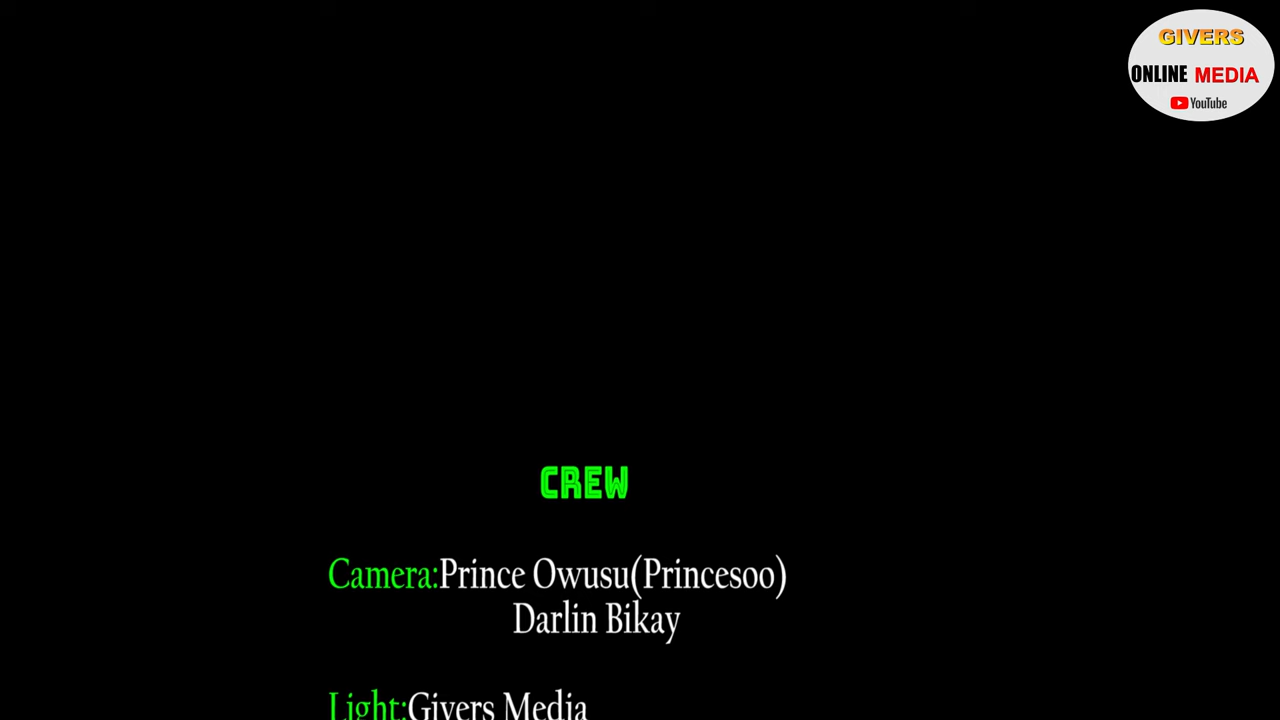 GIVERS
ONLINE MEDIA
YouTube
CREW
Camera:Prince Owusu(Princesoo)
Darlin Bikay
Light:Givers Media